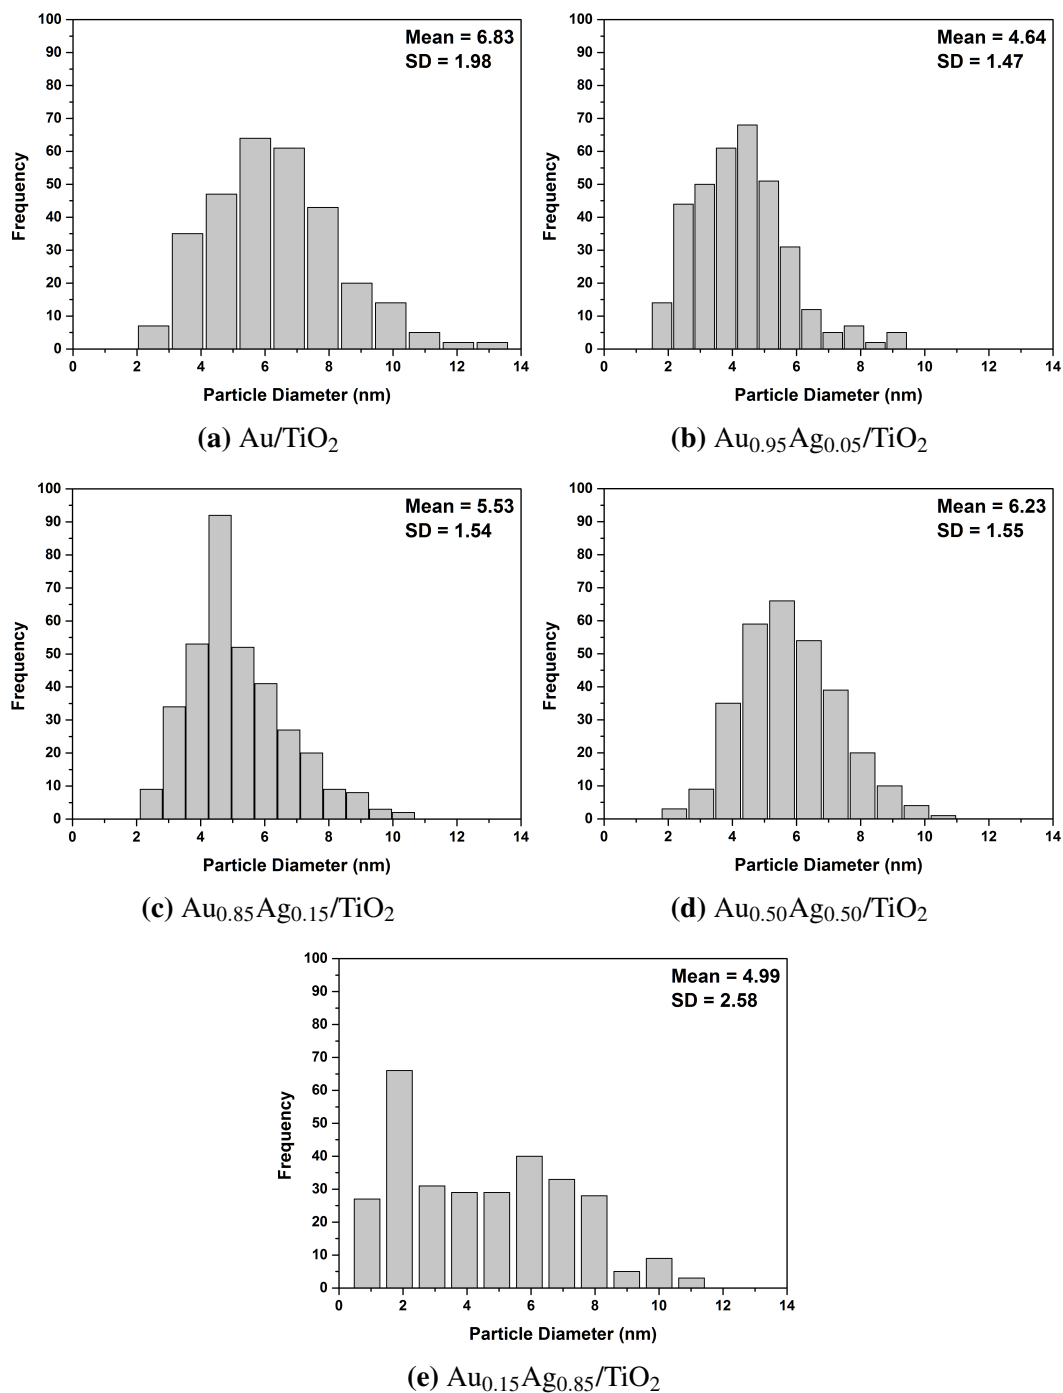 100
90
80
70
60
50
40
30
20
10
0
Frequency
Mean = 6.83
SD = 1.98
0 2 4 6 8 10 12 14
Particle Diameter (nm)
(a) Au/TiO₂
100
90
80
70
60
50
40
30
20
10
0
Frequency
Mean = 4.64
SD = 1.47
0 2 4 6 8 10 12 14
Particle Diameter (nm)
(b) Au₀.₉₅Ag₀.₀₅/TiO₂
100
90
80
70
60
50
40
30
20
10
0
Frequency
Mean = 5.53
SD = 1.54
0 2 4 6 8 10 12 14
Particle Diameter (nm)
(c) Au₀.₈₅Ag₀.₁₅/TiO₂
100
90
80
70
60
50
40
30
20
10
0
Frequency
Mean = 6.23
SD = 1.55
0 2 4 6 8 10 12 14
Particle Diameter (nm)
(d) Au₀.₅₀Ag₀.₅₀/TiO₂
100
90
80
70
60
50
40
30
20
10
0
Frequency
Mean = 4.99
SD = 2.58
0 2 4 6 8 10 12 14
Particle Diameter (nm)
(e) Au₀.₁₅Ag₀.₈₅/TiO₂